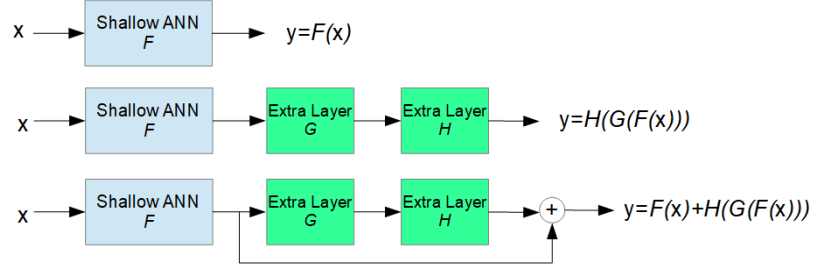 x
Shallow ANN
F
y=F(x)
x
Shallow ANN
F
Extra Layer
G
Extra Layer
H
y=H(G(F(x)))
x
Shallow ANN
F
Extra Layer
G
Extra Layer
H
+
y=F(x)+H(G(F(x)))